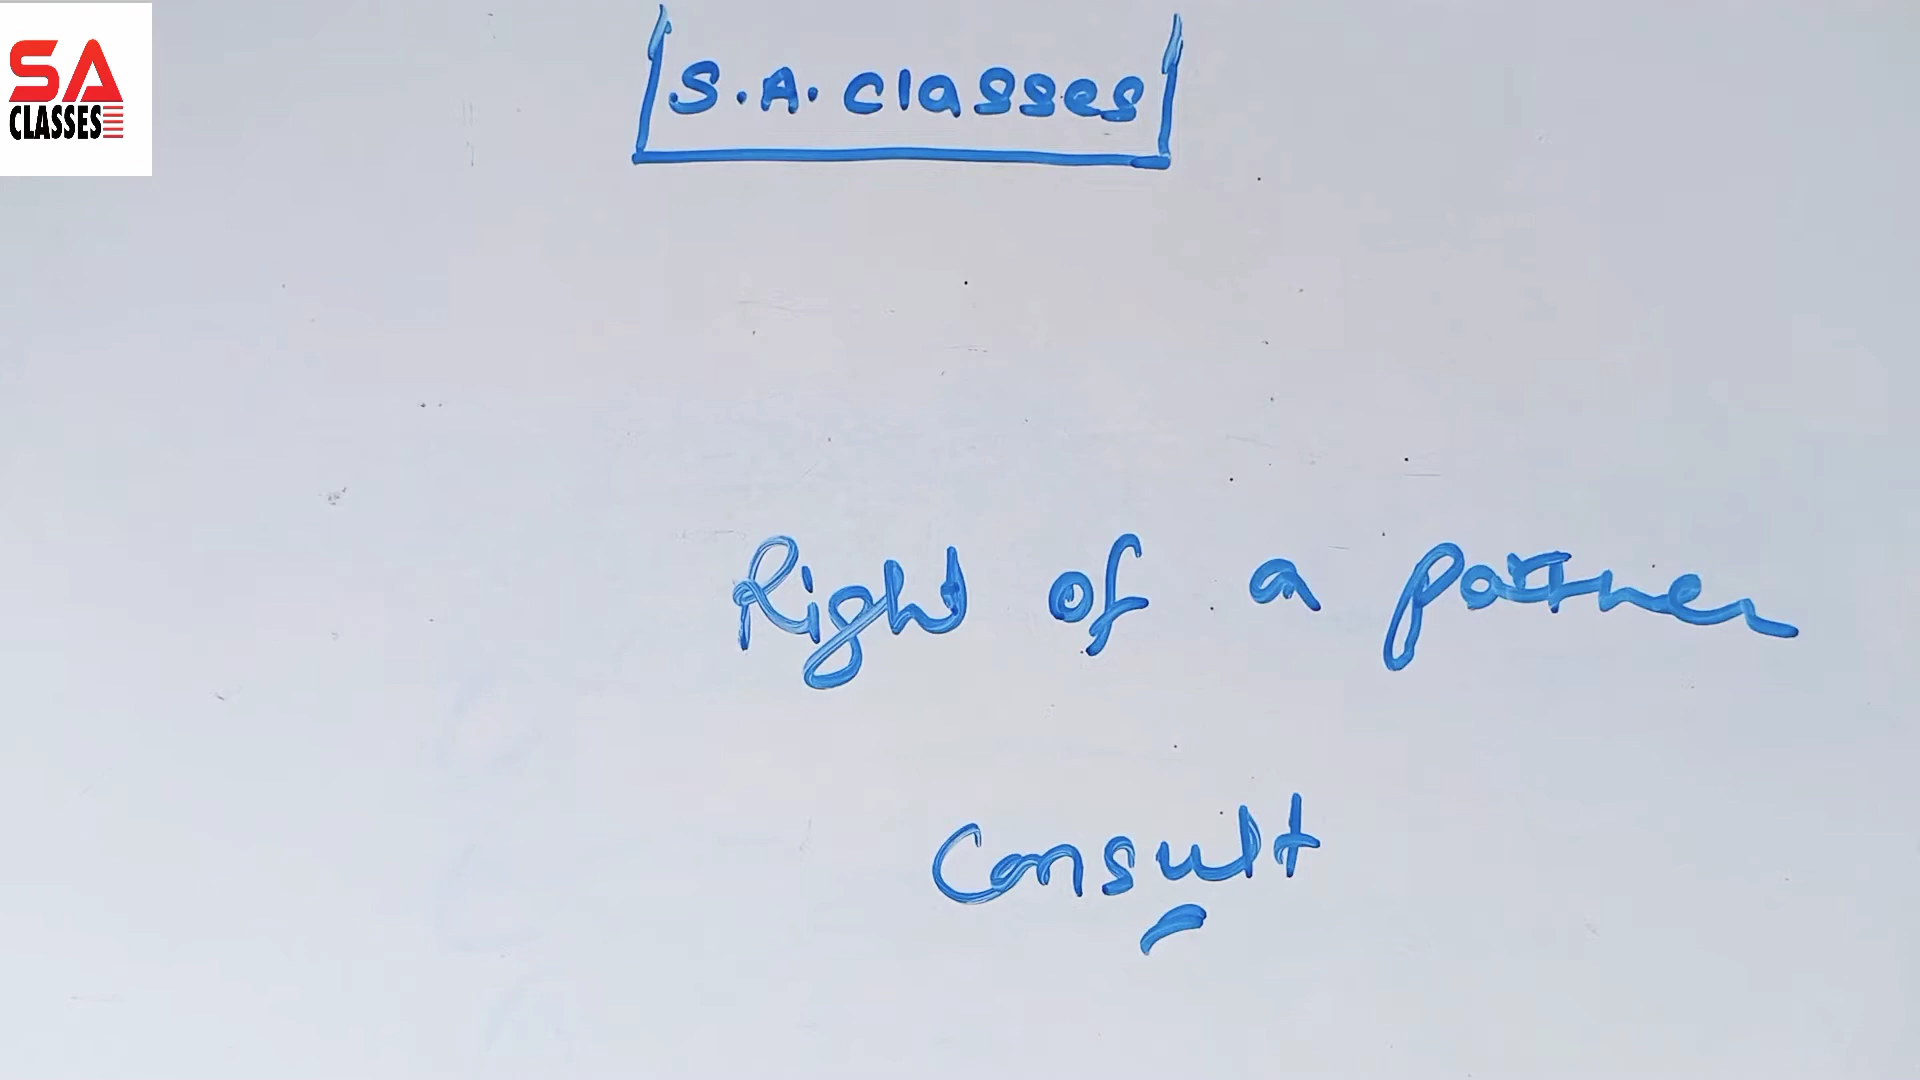 SA
CLASSES
S.A. Classes
Right of a partner
Consult